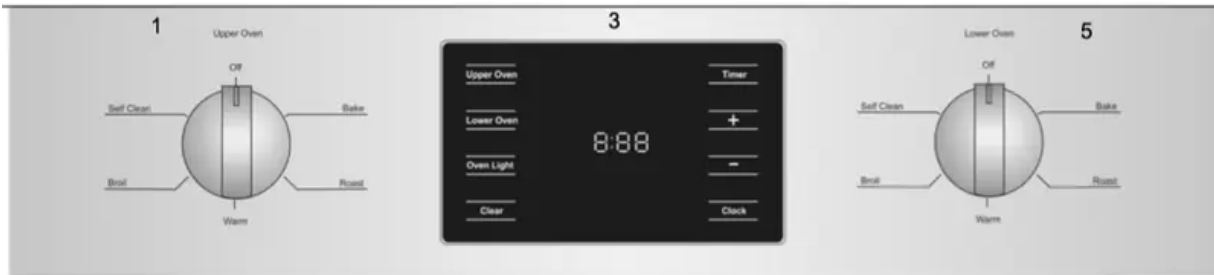 1
Upper Oven
Off
Self Clean
Bake
Broil
Roast
Warm
3
Upper Oven
Timer
Lower Oven
+
8:88
Oven Light
-
Clear
Clock
5
Lower Oven
Off
Self Clean
Bake
Broil
Roast
Warm